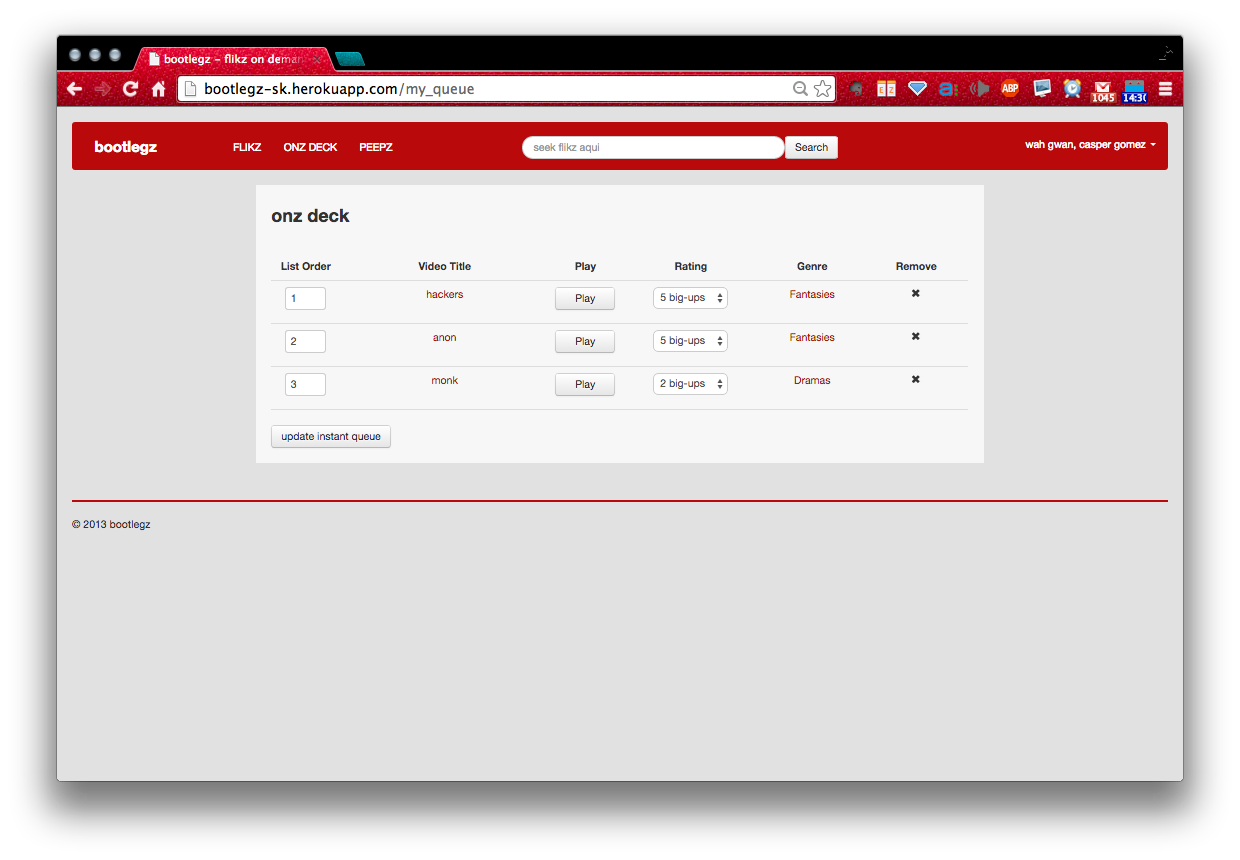 bootlegz – flikz on deman
bootlegz-sk.herokuapp.com/my_queue
EZ
a:
ABP
1045
14:3
bootlegz FLIKZ ONZ DECK PEEPZ seek flikz aqui Search wah gwan, casper gomez
onz deck
List Order Video Title Play Rating Genre Remove
1 hackers Play 5 big-ups Fantasies
2 anon Play 5 big-ups Fantasies
3 monk Play 2 big-ups Dramas
update instant queue
© 2013 bootlegz